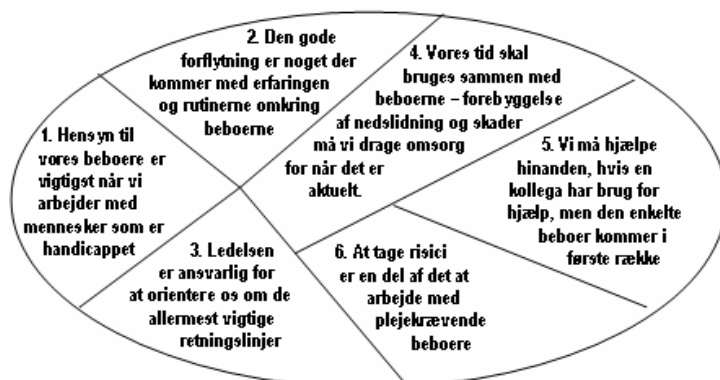 1. Hensyn til
vores beboere er
vigtigst når vi
arbejder med
mennesker som er
handicappet
2. Den gode
forflytning er noget der
kommer med erfaringen
og rutinerne omkring
beboerne
3. Ledelsen
er ansvarlig for
at orientere os om de
allermest vigtige
retningslinjer
4. Vores tid skal
bruges sammen med
beboerne – forebyggelse
af nedslidning og skader
må vi drage omsorg
for når det er
aktuelt.
5. Vi må hjælpe
hinanden, hvis en
kollega har brug for
hjælp, men den enkelte
beboer kommer i
første række
6. At tage risici
er en del af det at
arbejde med
plejekrævende
beboere